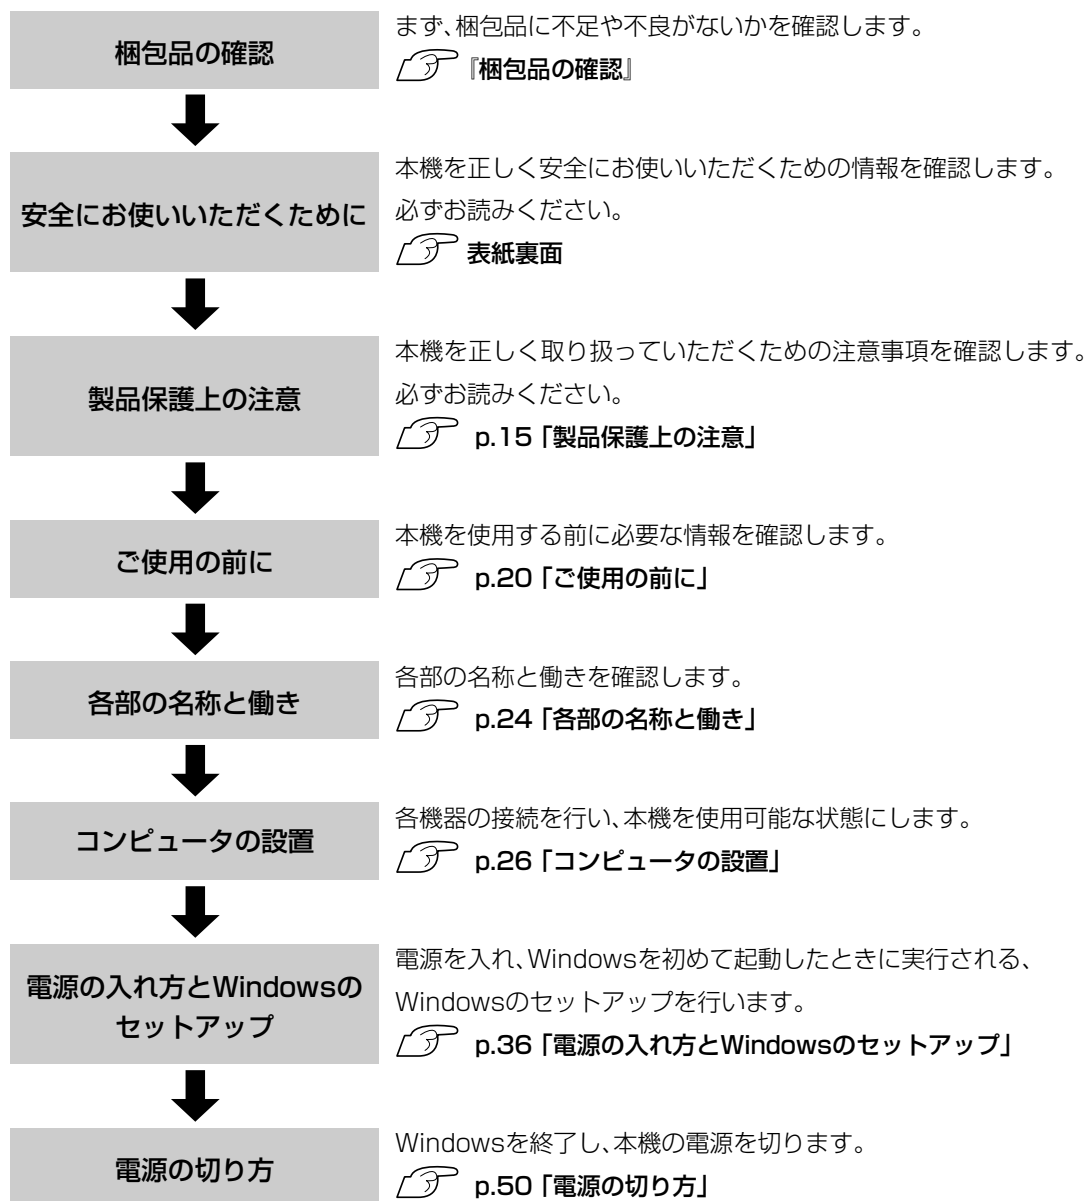 梱包品の確認
まず、梱包品に不足や不良がないかを確認します。
『梱包品の確認』
安全にお使いいただくために
本機を正しく安全にお使いいただくための情報を確認します。
必ずお読みください。
表紙裏面
製品保護上の注意
本機を正しく取り扱っていただくための注意事項を確認します。
必ずお読みください。
p.15「製品保護上の注意」
ご使用の前に
本機を使用する前に必要な情報を確認します。
p.20「ご使用の前に」
各部の名称と働き
各部の名称と働きを確認します。
p.24「各部の名称と働き」
コンピュータの設置
各機器の接続を行い、本機を使用可能な状態にします。
p.26「コンピュータの設置」
電源の入れ方とWindowsの
セットアップ
電源を入れ、Windowsを初めて起動したときに実行される、
Windowsのセットアップを行います。
p.36「電源の入れ方とWindowsのセットアップ」
電源の切り方
Windowsを終了し、本機の電源を切ります。
p.50「電源の切り方」